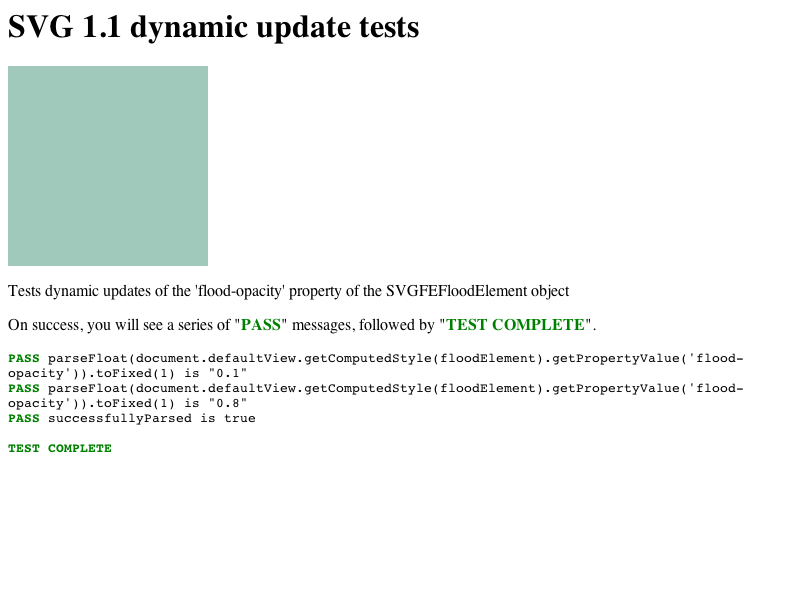 SVG 1.1 dynamic update tests
Tests dynamic updates of the 'flood-opacity' property of the SVGFEFloodElement object
On success, you will see a series of "PASS" messages, followed by "TEST COMPLETE".
PASS parseFloat(document.defaultView.getComputedStyle(floodElement).getPropertyValue('flood-
opacity')).toFixed(1) is "0.1"
PASS parseFloat(document.defaultView.getComputedStyle(floodElement).getPropertyValue('flood-
opacity')).toFixed(1) is "0.8"
PASS successfullyParsed is true
TEST COMPLETE